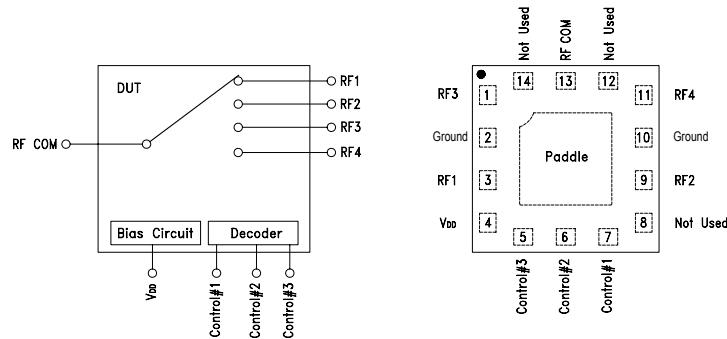 DUT
RF COM
RF1
RF2
RF3
RF4
Bias Circuit
Decoder
VDD
Control#1
Control#2
Control#3
Not Used
RF COM
Not Used
14
13
12
RF3
1
11
RF4
Ground
2
10
Ground
Paddle
RF1
3
9
RF2
VDD
4
8
Not Used
5
6
7
Control#3
Control#2
Control#1